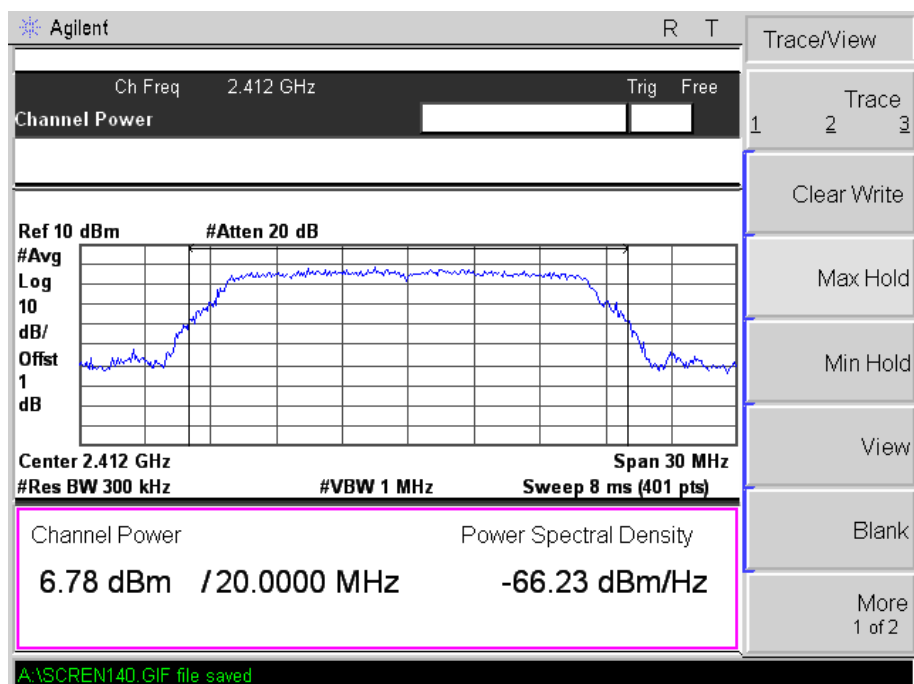 Agilent R T
Ch Freq 2.412 GHz Trig Free
Channel Power
Ref 10 dBm #Atten 20 dB
#Avg
Log
10
dB/
Offst
1
dB
Center 2.412 GHz Span 30 MHz
#Res BW 300 kHz #VBW 1 MHz Sweep 8 ms (401 pts)
Channel Power Power Spectral Density
6.78 dBm / 20.0000 MHz -66.23 dBm/Hz
A:\SCREN140.GIF file saved
Trace/View
Trace
1 2 3
Clear Write
Max Hold
Min Hold
View
Blank
More
1 of 2